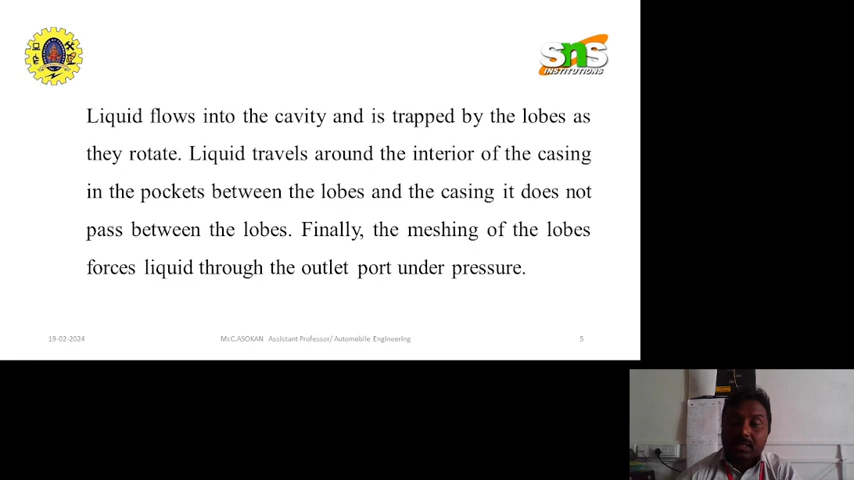 sns
INSTITUTIONS
Liquid flows into the cavity and is trapped by the lobes as
they rotate. Liquid travels around the interior of the casing
in the pockets between the lobes and the casing it does not
pass between the lobes. Finally, the meshing of the lobes
forces liquid through the outlet port under pressure.
19-02-2024
Mr.C.ASOKAN Assistant Professor/ Automobile Engineering
5